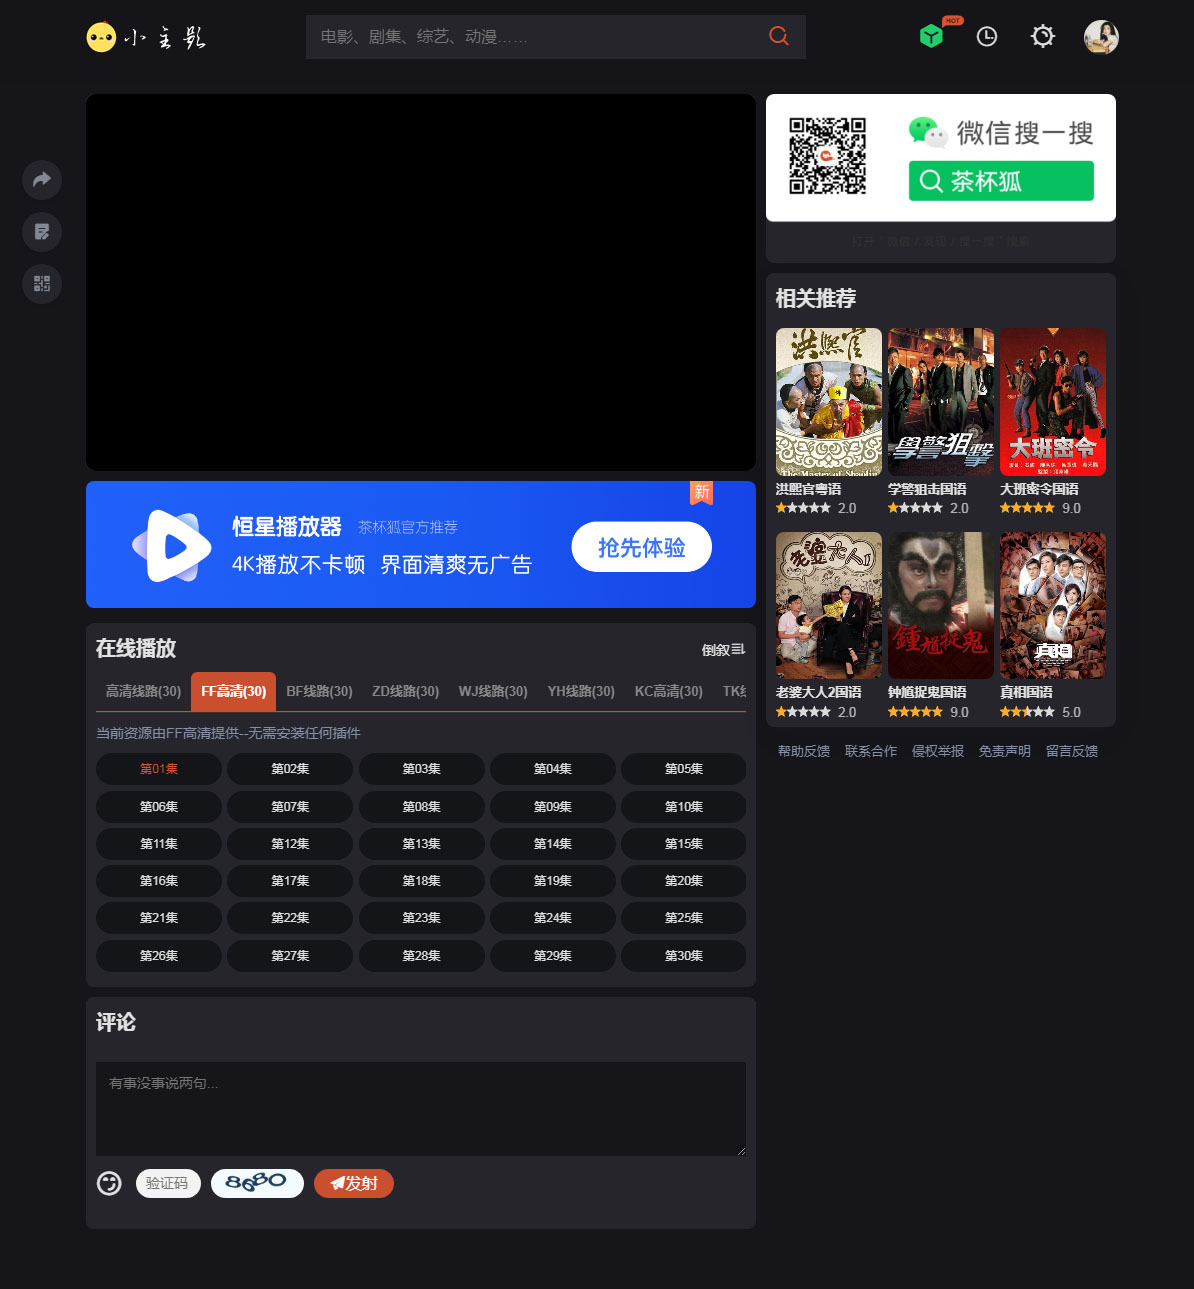 小主影
电影、剧集、综艺、动漫……
HOT
微信搜一搜
茶杯狐
打开“微信 / 发现 / 搜一搜”搜索
新
恒星播放器 茶杯狐官方推荐
4K播放不卡顿 界面清爽无广告
抢先体验
相关推荐
洪熙官
The Master of Shaolin
學警狙擊
大班密令
洪熙官粤语
学警狙击国语
大班密令国语
2.0
2.0
9.0
老婆大人II
鍾馗捉鬼
真相
老婆大人2国语
钟馗捉鬼国语
真相国语
2.0
9.0
5.0
帮助反馈 联系合作 侵权举报 免责声明 留言反馈
在线播放
倒叙
高清线路(30) FF高清(30) BF线路(30) ZD线路(30) WJ线路(30) YH线路(30) KC高清(30) TK线
当前资源由FF高清提供--无需安装任何插件
第01集 第02集 第03集 第04集 第05集
第06集 第07集 第08集 第09集 第10集
第11集 第12集 第13集 第14集 第15集
第16集 第17集 第18集 第19集 第20集
第21集 第22集 第23集 第24集 第25集
第26集 第27集 第28集 第29集 第30集
评论
有事没事说两句...
验证码
8680
发射